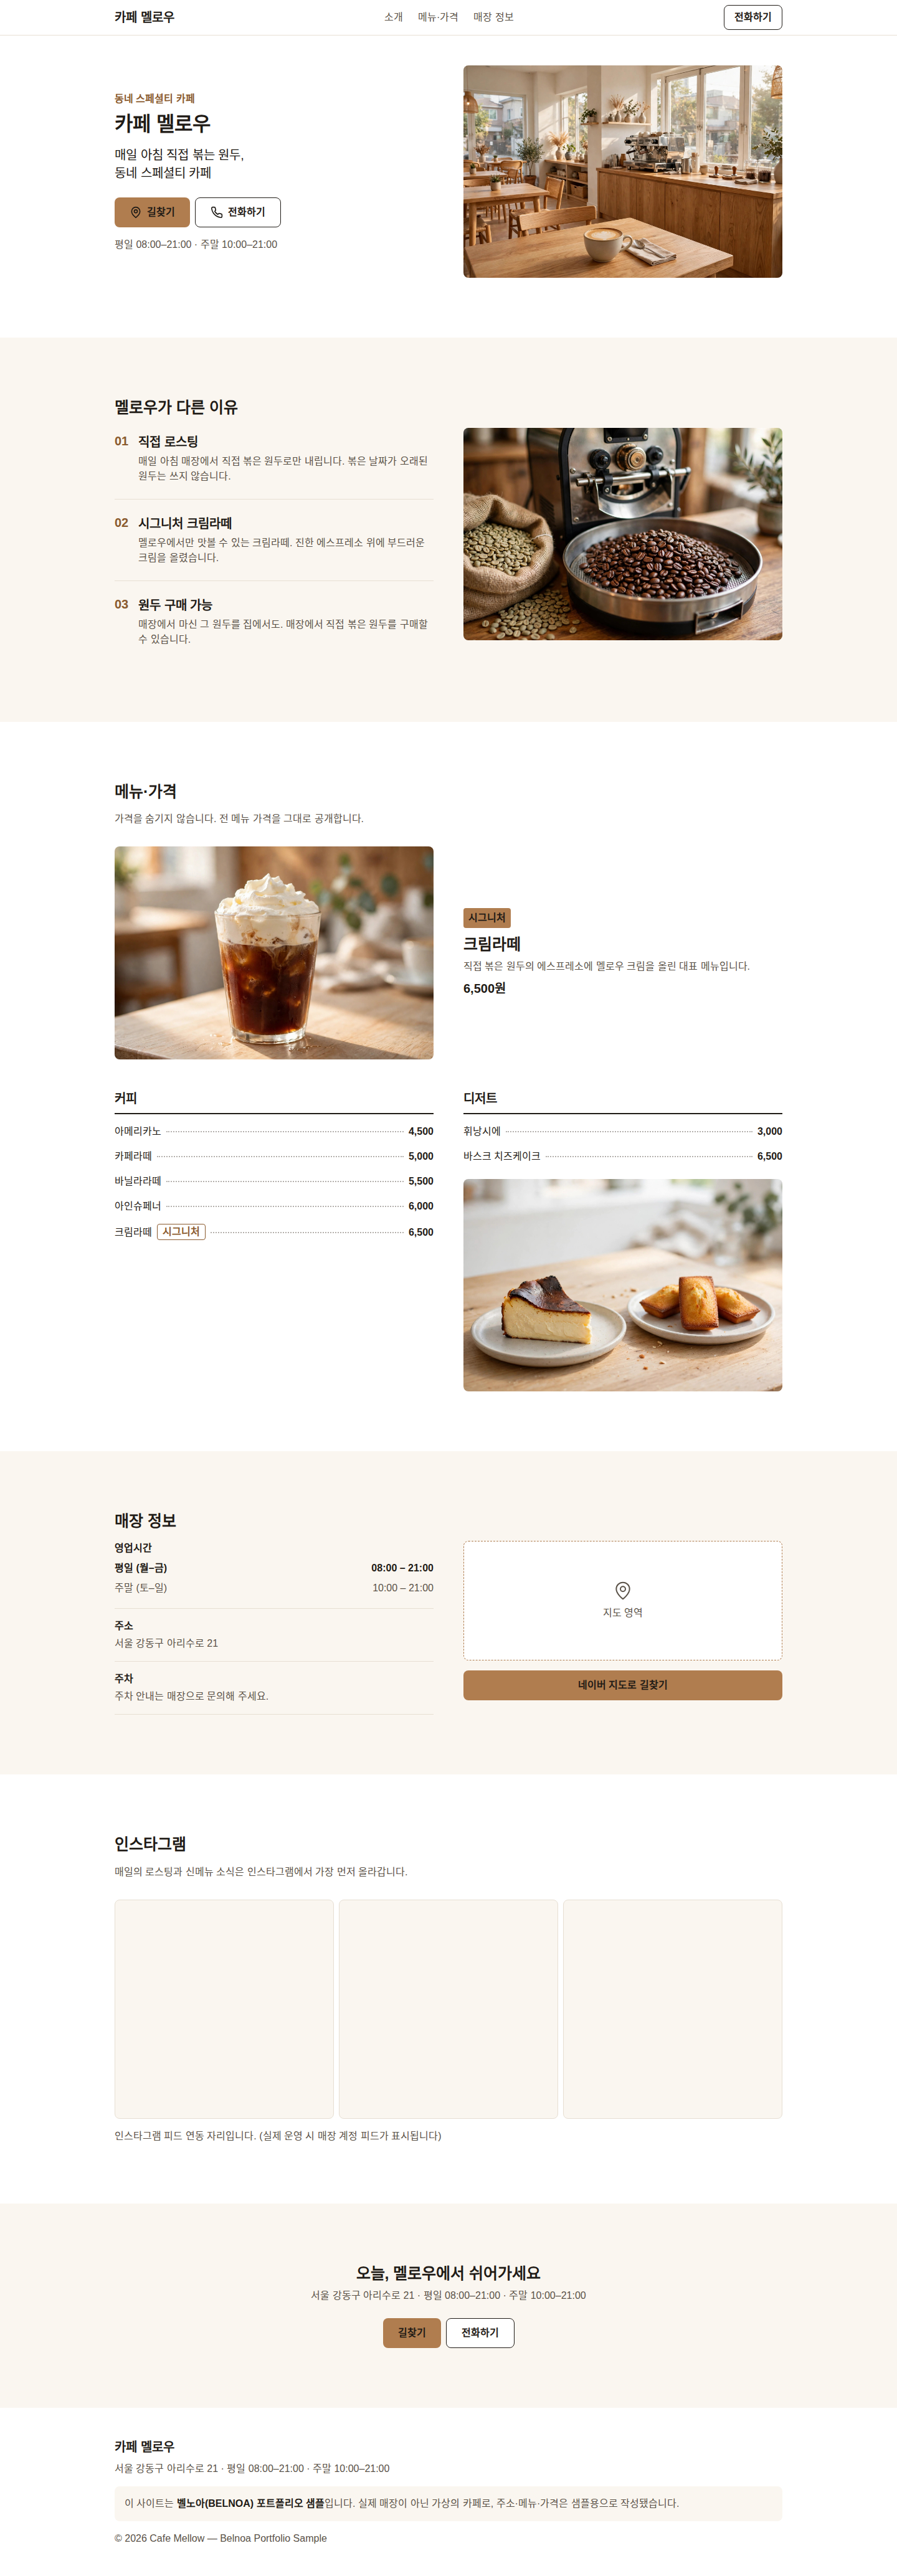 카페 멜로우
소개 메뉴·가격 매장 정보
전화하기
동네 스페셜티 카페
카페 멜로우
매일 아침 직접 볶는 원두,
동네 스페셜티 카페
길찾기
전화하기
평일 08:00–21:00 · 주말 10:00–21:00
멜로우가 다른 이유
01 직접 로스팅
매일 아침 매장에서 직접 볶은 원두로만 내립니다. 볶은 날짜가 오래된
원두는 쓰지 않습니다.
02 시그니처 크림라떼
멜로우에서만 맛볼 수 있는 크림라떼. 진한 에스프레소 위에 부드러운
크림을 올렸습니다.
03 원두 구매 가능
매장에서 마신 그 원두를 집에서도. 매장에서 직접 볶은 원두를 구매할
수 있습니다.
메뉴·가격
가격을 숨기지 않습니다. 전 메뉴 가격을 그대로 공개합니다.
시그니처
크림라떼
직접 볶은 원두의 에스프레소에 멜로우 크림을 올린 대표 메뉴입니다.
6,500원
커피
아메리카노 4,500
카페라떼 5,000
바닐라라떼 5,500
아인슈페너 6,000
크림라떼 시그니처 6,500
디저트
휘낭시에 3,000
바스크 치즈케이크 6,500
매장 정보
영업시간
평일 (월–금) 08:00 – 21:00
주말 (토–일) 10:00 – 21:00
주소
서울 강동구 아리수로 21
주차
주차 안내는 매장으로 문의해 주세요.
지도 영역
네이버 지도로 길찾기
인스타그램
매일의 로스팅과 신메뉴 소식은 인스타그램에서 가장 먼저 올라갑니다.
인스타그램 피드 연동 자리입니다. (실제 운영 시 매장 계정 피드가 표시됩니다)
오늘, 멜로우에서 쉬어가세요
서울 강동구 아리수로 21 · 평일 08:00–21:00 · 주말 10:00–21:00
길찾기
전화하기
카페 멜로우
서울 강동구 아리수로 21 · 평일 08:00–21:00 · 주말 10:00–21:00
이 사이트는 벨노아(BELNOA) 포트폴리오 샘플입니다. 실제 매장이 아닌 가상의 카페로, 주소·메뉴·가격은 샘플용으로 작성됐습니다.
© 2026 Cafe Mellow — Belnoa Portfolio Sample